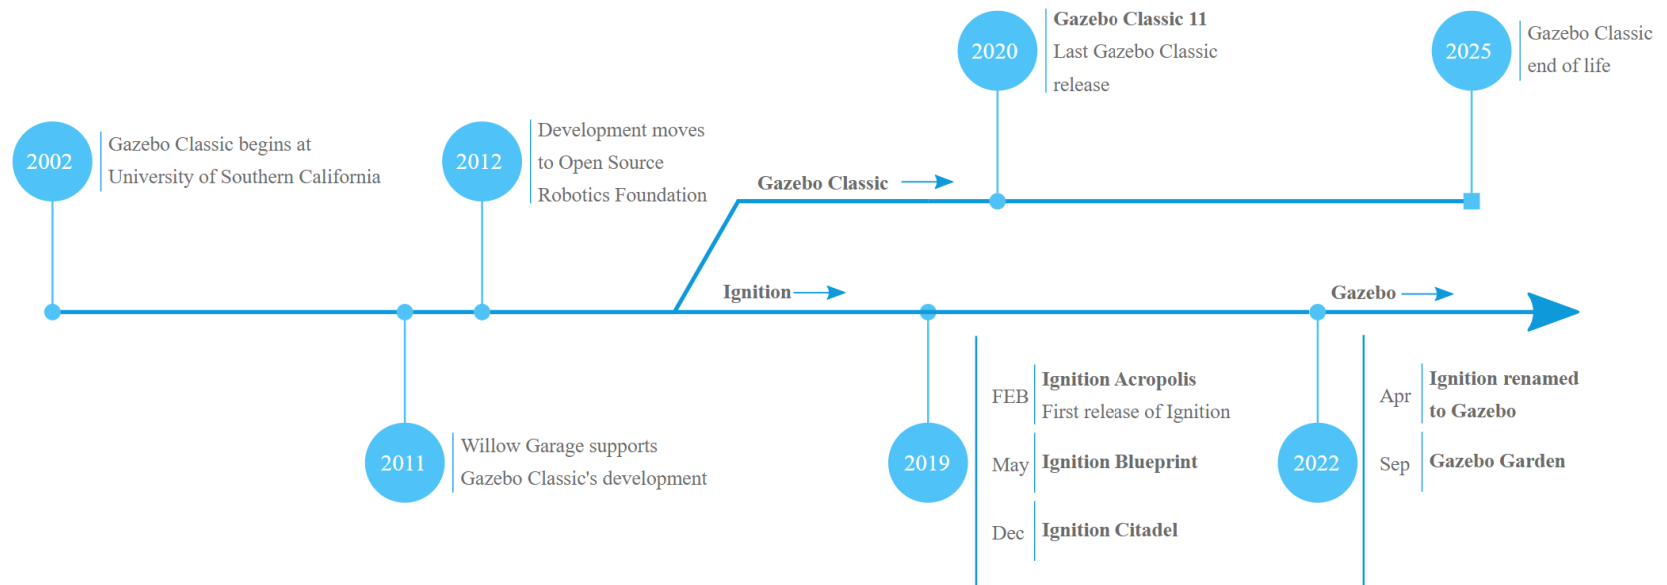 2002
Gazebo Classic begins at
University of Southern California
2011
Willow Garage supports
Gazebo Classic's development
2012
Development moves
to Open Source
Robotics Foundation
Gazebo Classic
2020
Gazebo Classic 11
Last Gazebo Classic
release
2025
Gazebo Classic
end of life
Ignition
2019
FEB
Ignition Acropolis
First release of Ignition
May
Ignition Blueprint
Dec
Ignition Citadel
Gazebo
2022
Apr
Ignition renamed
to Gazebo
Sep
Gazebo Garden